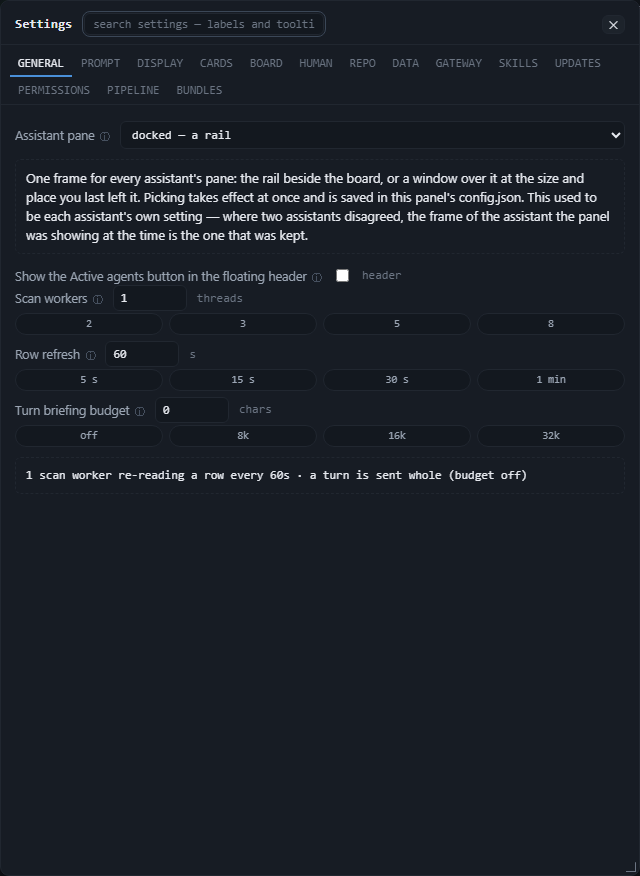 Settings search settings — labels and toolti ×
GENERAL PROMPT DISPLAY CARDS BOARD HUMAN REPO DATA GATEWAY SKILLS UPDATES
PERMISSIONS PIPELINE BUNDLES
Assistant pane ⓘ docked — a rail
One frame for every assistant's pane: the rail beside the board, or a window over it at the size and
place you last left it. Picking takes effect at once and is saved in this panel's config.json. This used to
be each assistant's own setting — where two assistants disagreed, the frame of the assistant the panel
was showing at the time is the one that was kept.
Show the Active agents button in the floating header ⓘ header
Scan workers ⓘ 1 threads
2 3 5 8
Row refresh ⓘ 60 s
5 s 15 s 30 s 1 min
Turn briefing budget ⓘ 0 chars
off 8k 16k 32k
1 scan worker re-reading a row every 60s · a turn is sent whole (budget off)